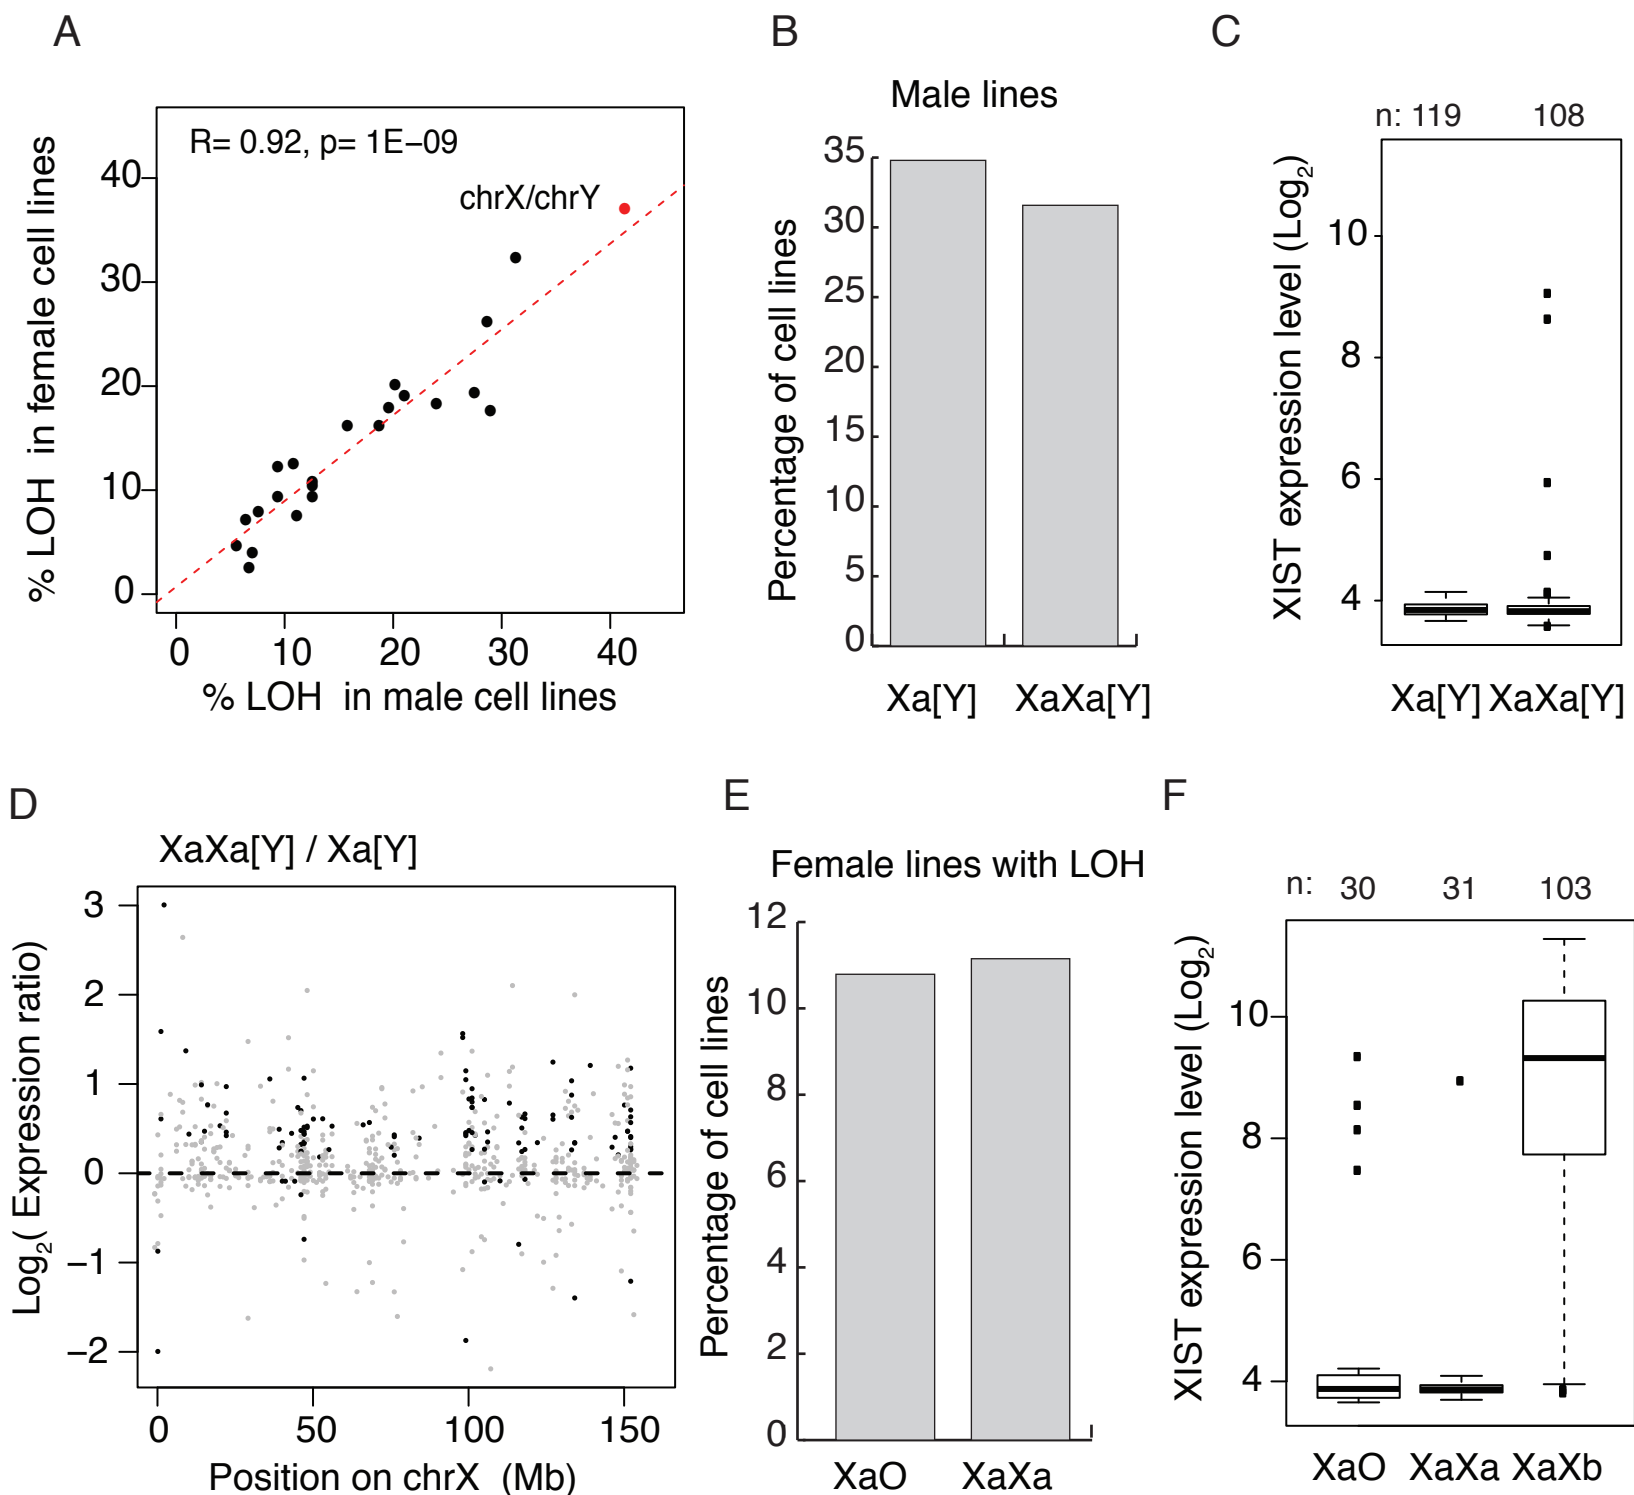 A
R= 0.92, p= 1E−09
chrX/chrY
% LOH in female cell lines
40
30
20
10
0
0 10 20 30 40
% LOH in male cell lines
B
Male lines
Percentage of cell lines
35
30
25
20
15
10
5
0
Xa[Y] XaXa[Y]
C
n: 119 108
XIST expression level (Log2)
10
8
6
4
Xa[Y] XaXa[Y]
D
XaXa[Y] / Xa[Y]
Log2( Expression ratio)
3
2
1
0
−1
−2
0 50 100 150
Position on chrX (Mb)
E
Female lines with LOH
Percentage of cell lines
12
10
8
6
4
2
0
XaO XaXa
F
n: 30 31 103
XIST expression level (Log2)
10
8
6
4
XaO XaXa XaXb